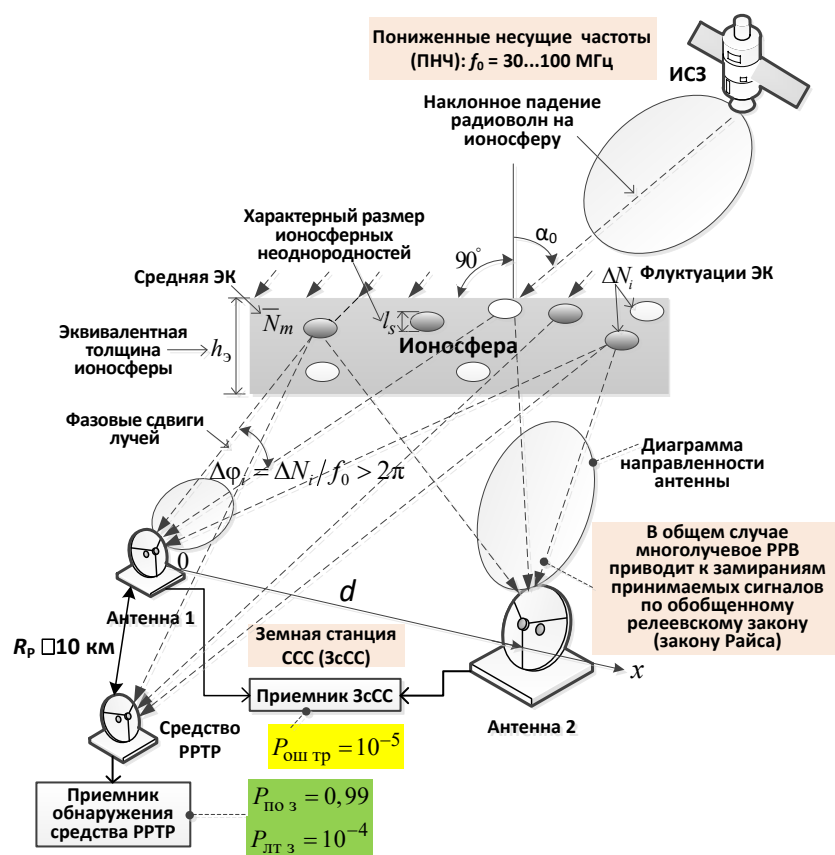 Пониженные несущие частоты
(ПНЧ): f₀ = 30...100 МГц
ИСЗ
Наклонное падение
радиоволн на
ионосферу
Характерный размер
ионосферных
неоднородностей
90°
α₀
Средняя ЭК
ΔNᵢ Флуктуации ЭК
N̅ₘ
lₛ
Ионосфера
Эквивалентная
толщина
ионосферы
hэ
Фазовые сдвиги
лучей
Δφᵢ = ΔNᵢ/f₀ > 2π
Диаграмма
направленности
антенны
0
d
x
В общем случае
многолучевое РРВ
приводит к замираниям
принимаемых сигналов
по обобщенному
релеевскому закону
(закону Райса)
Антенна 1
Rр □10 км
Земная станция
ССС (ЗсСС)
Приемник ЗсСС
Антенна 2
Средство
РРТР
Pош тр = 10⁻⁵
Приемник
обнаружения
средства РРТР
Pпо з = 0,99
Pлт з = 10⁻⁴